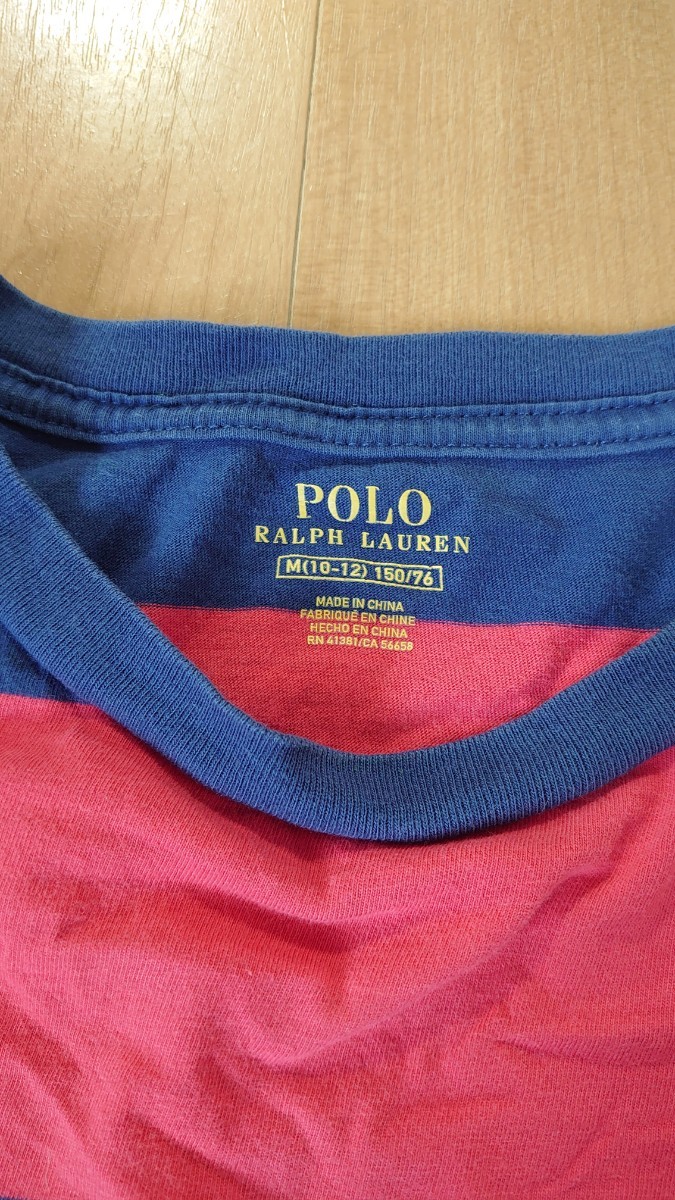 POLO
RALPH LAUREN
M(10-12) 150/76
MADE IN CHINA
FABRIQUÉ EN CHINE
HECHO EN CHINA
RN 41381/CA 56658